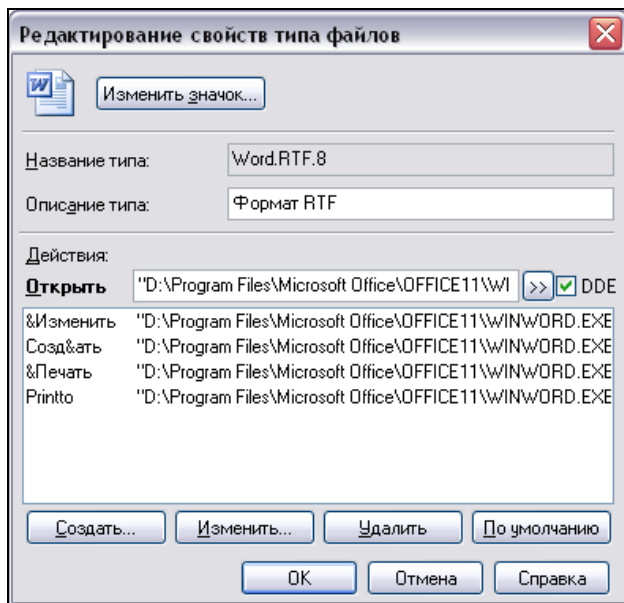 Редактирование свойств типа файлов
Изменить значок...
Название типа: Word.RTF.8
Описание типа: Формат RTF
Действия:
Открыть "D:\Program Files\Microsoft Office\OFFICE11\WI >> DDE
&Изменить "D:\Program Files\Microsoft Office\OFFICE11\WINWORD.EXE
Созд&ать "D:\Program Files\Microsoft Office\OFFICE11\WINWORD.EXE
&Печать "D:\Program Files\Microsoft Office\OFFICE11\WINWORD.EXE
Printto "D:\Program Files\Microsoft Office\OFFICE11\WINWORD.EXE
Создать... Изменить... Удалить По умолчанию
OK Отмена Справка